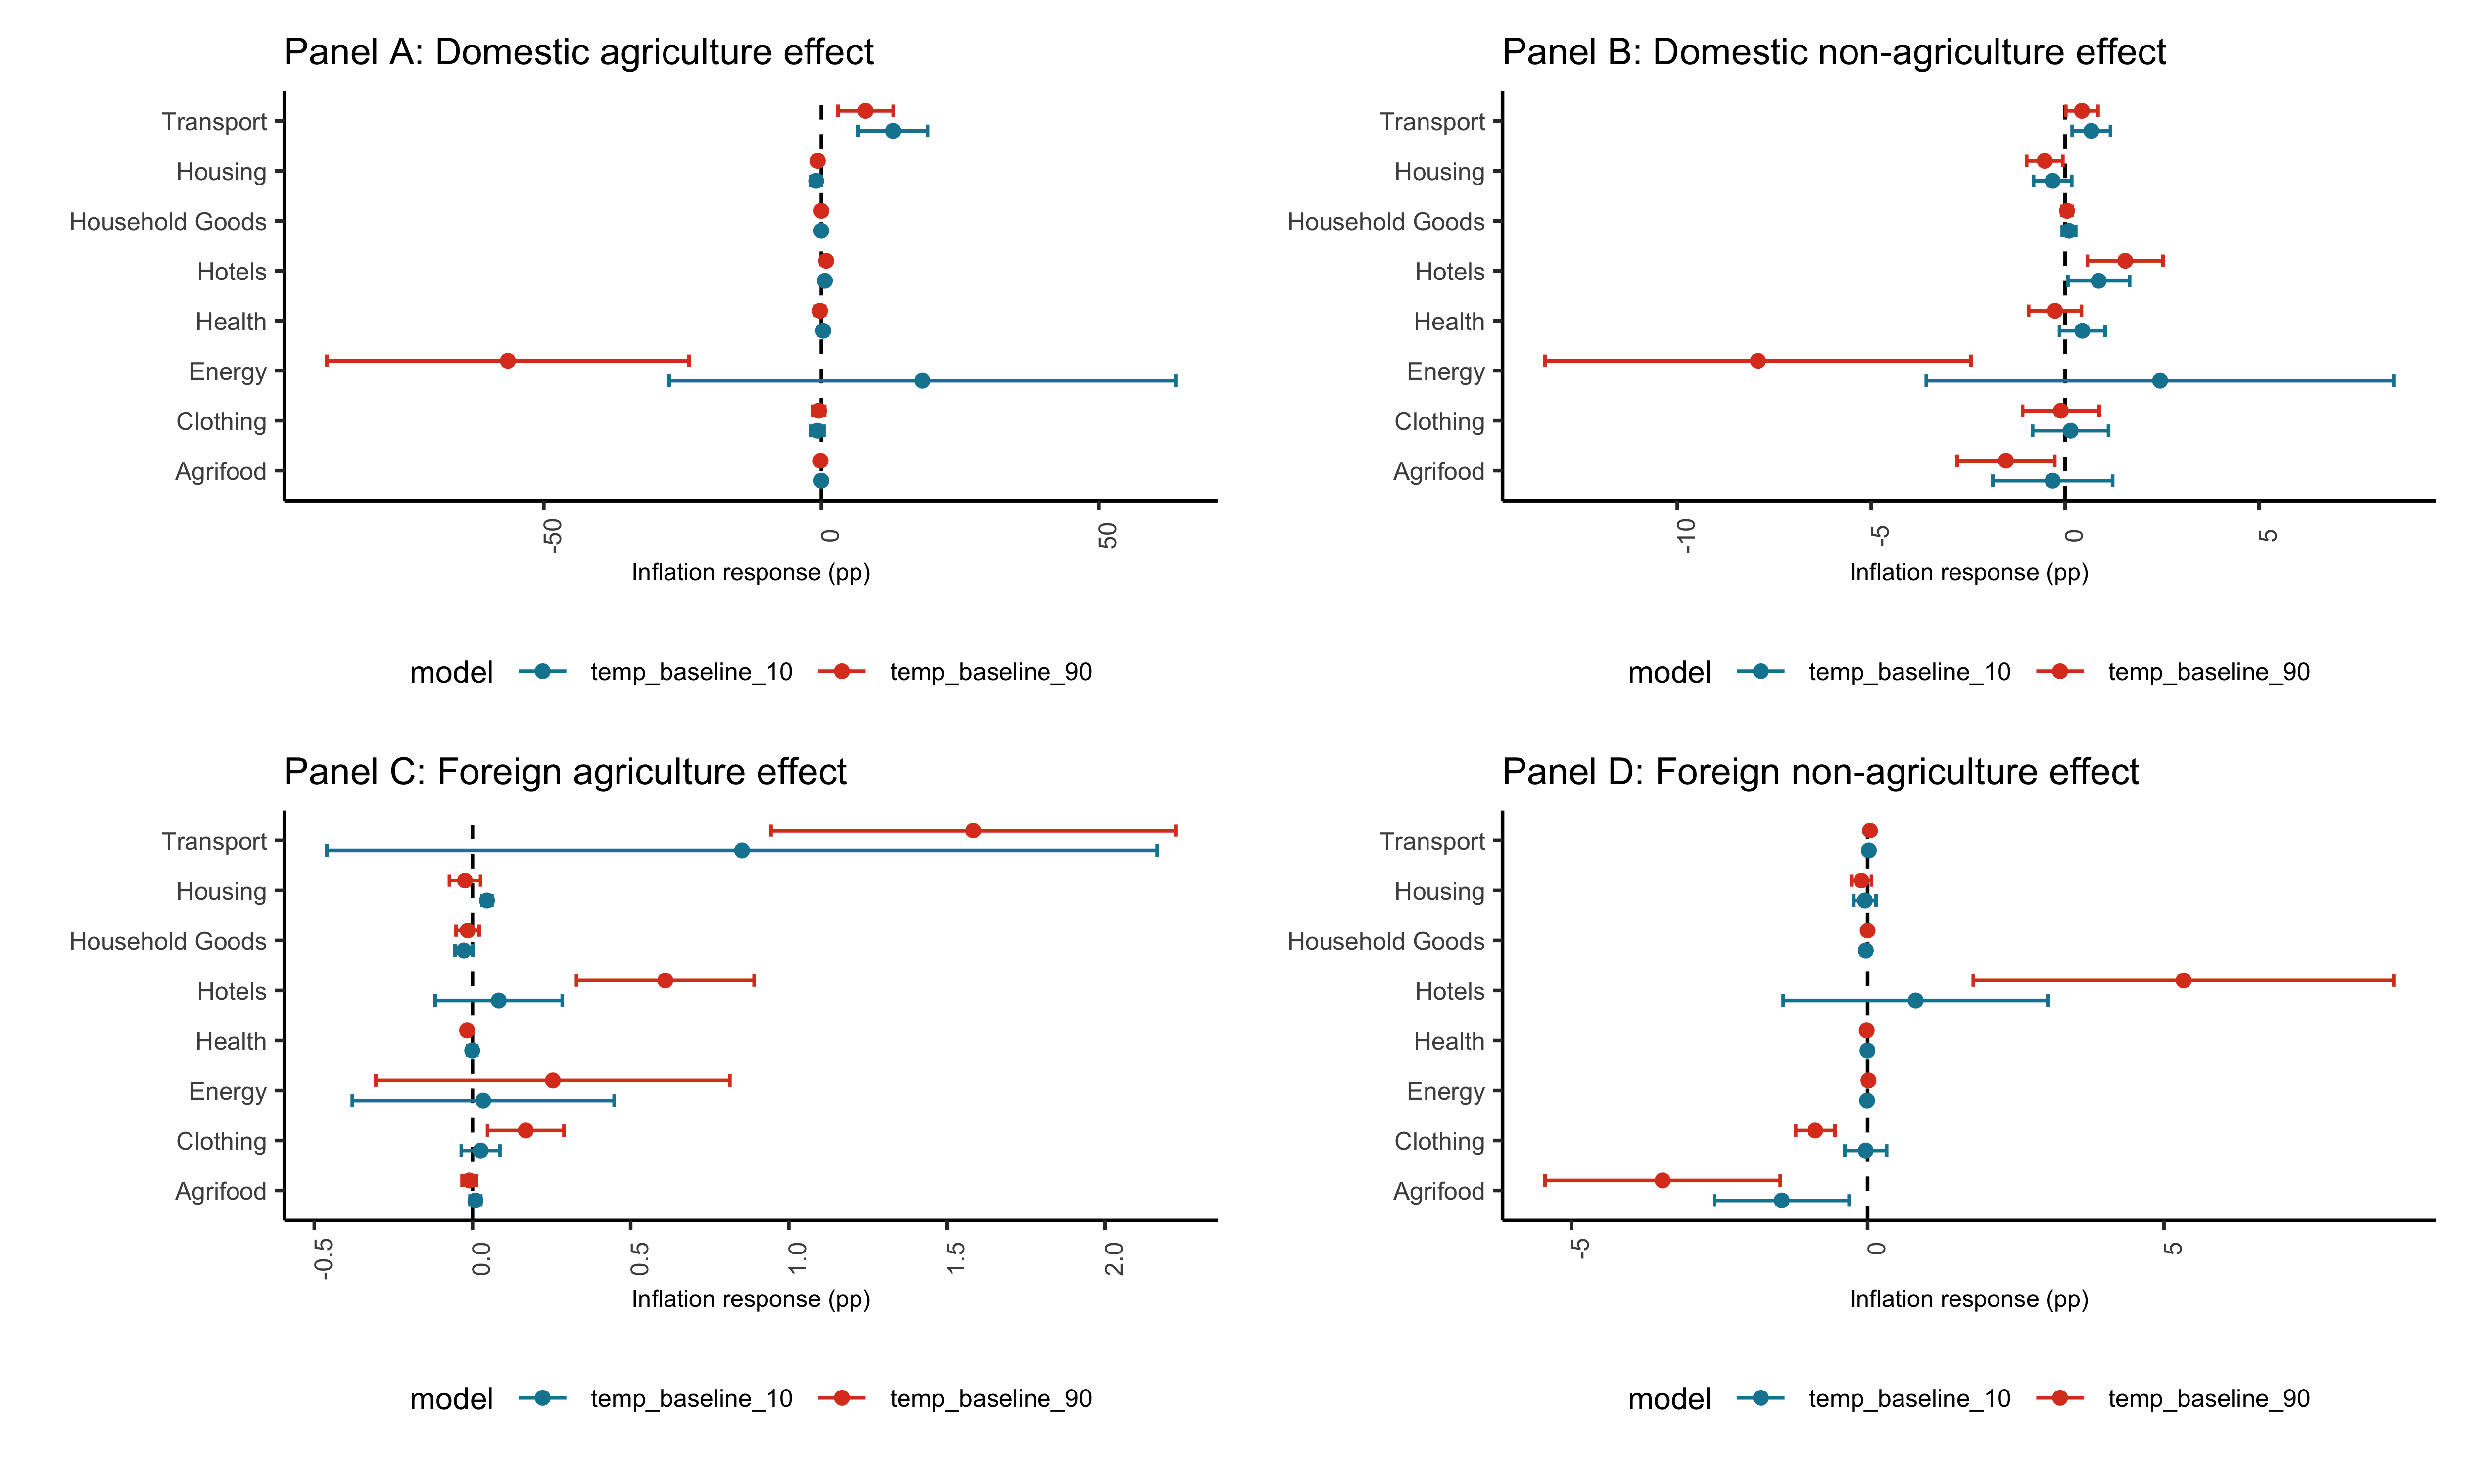 Panel A: Domestic agriculture effect
Transport
Housing
Household Goods
Hotels
Health
Energy
Clothing
Agrifood
-50
0
50
Inflation response (pp)
model temp_baseline_10 temp_baseline_90
Panel B: Domestic non-agriculture effect
Transport
Housing
Household Goods
Hotels
Health
Energy
Clothing
Agrifood
-10
-5
0
5
Inflation response (pp)
model temp_baseline_10 temp_baseline_90
Panel C: Foreign agriculture effect
Transport
Housing
Household Goods
Hotels
Health
Energy
Clothing
Agrifood
-0.5
0.0
0.5
1.0
1.5
2.0
Inflation response (pp)
model temp_baseline_10 temp_baseline_90
Panel D: Foreign non-agriculture effect
Transport
Housing
Household Goods
Hotels
Health
Energy
Clothing
Agrifood
-5
0
5
Inflation response (pp)
model temp_baseline_10 temp_baseline_90